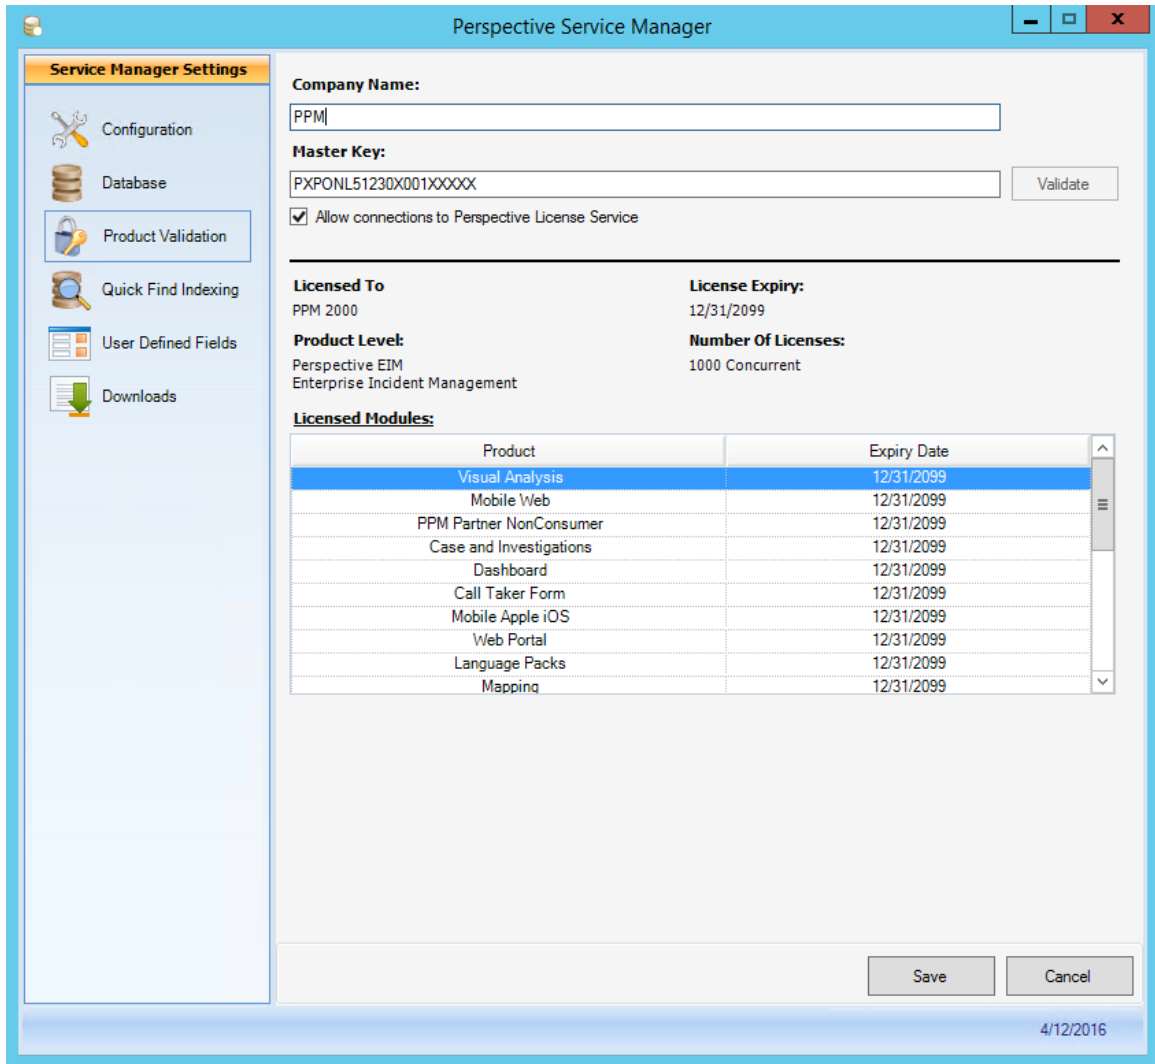 Perspective Service Manager
Service Manager Settings
Configuration
Database
Product Validation
Quick Find Indexing
User Defined Fields
Downloads
Company Name:
PPM
Master Key:
PXPONL51230X001XXXXX
Validate
Allow connections to Perspective License Service
Licensed To
License Expiry:
PPM 2000
12/31/2099
Product Level:
Number Of Licenses:
Perspective EIM
1000 Concurrent
Enterprise Incident Management
Licensed Modules:
Product Expiry Date
Visual Analysis 12/31/2099
Mobile Web 12/31/2099
PPM Partner NonConsumer 12/31/2099
Case and Investigations 12/31/2099
Dashboard 12/31/2099
Call Taker Form 12/31/2099
Mobile Apple iOS 12/31/2099
Web Portal 12/31/2099
Language Packs 12/31/2099
Mapping 12/31/2099
Save
Cancel
4/12/2016